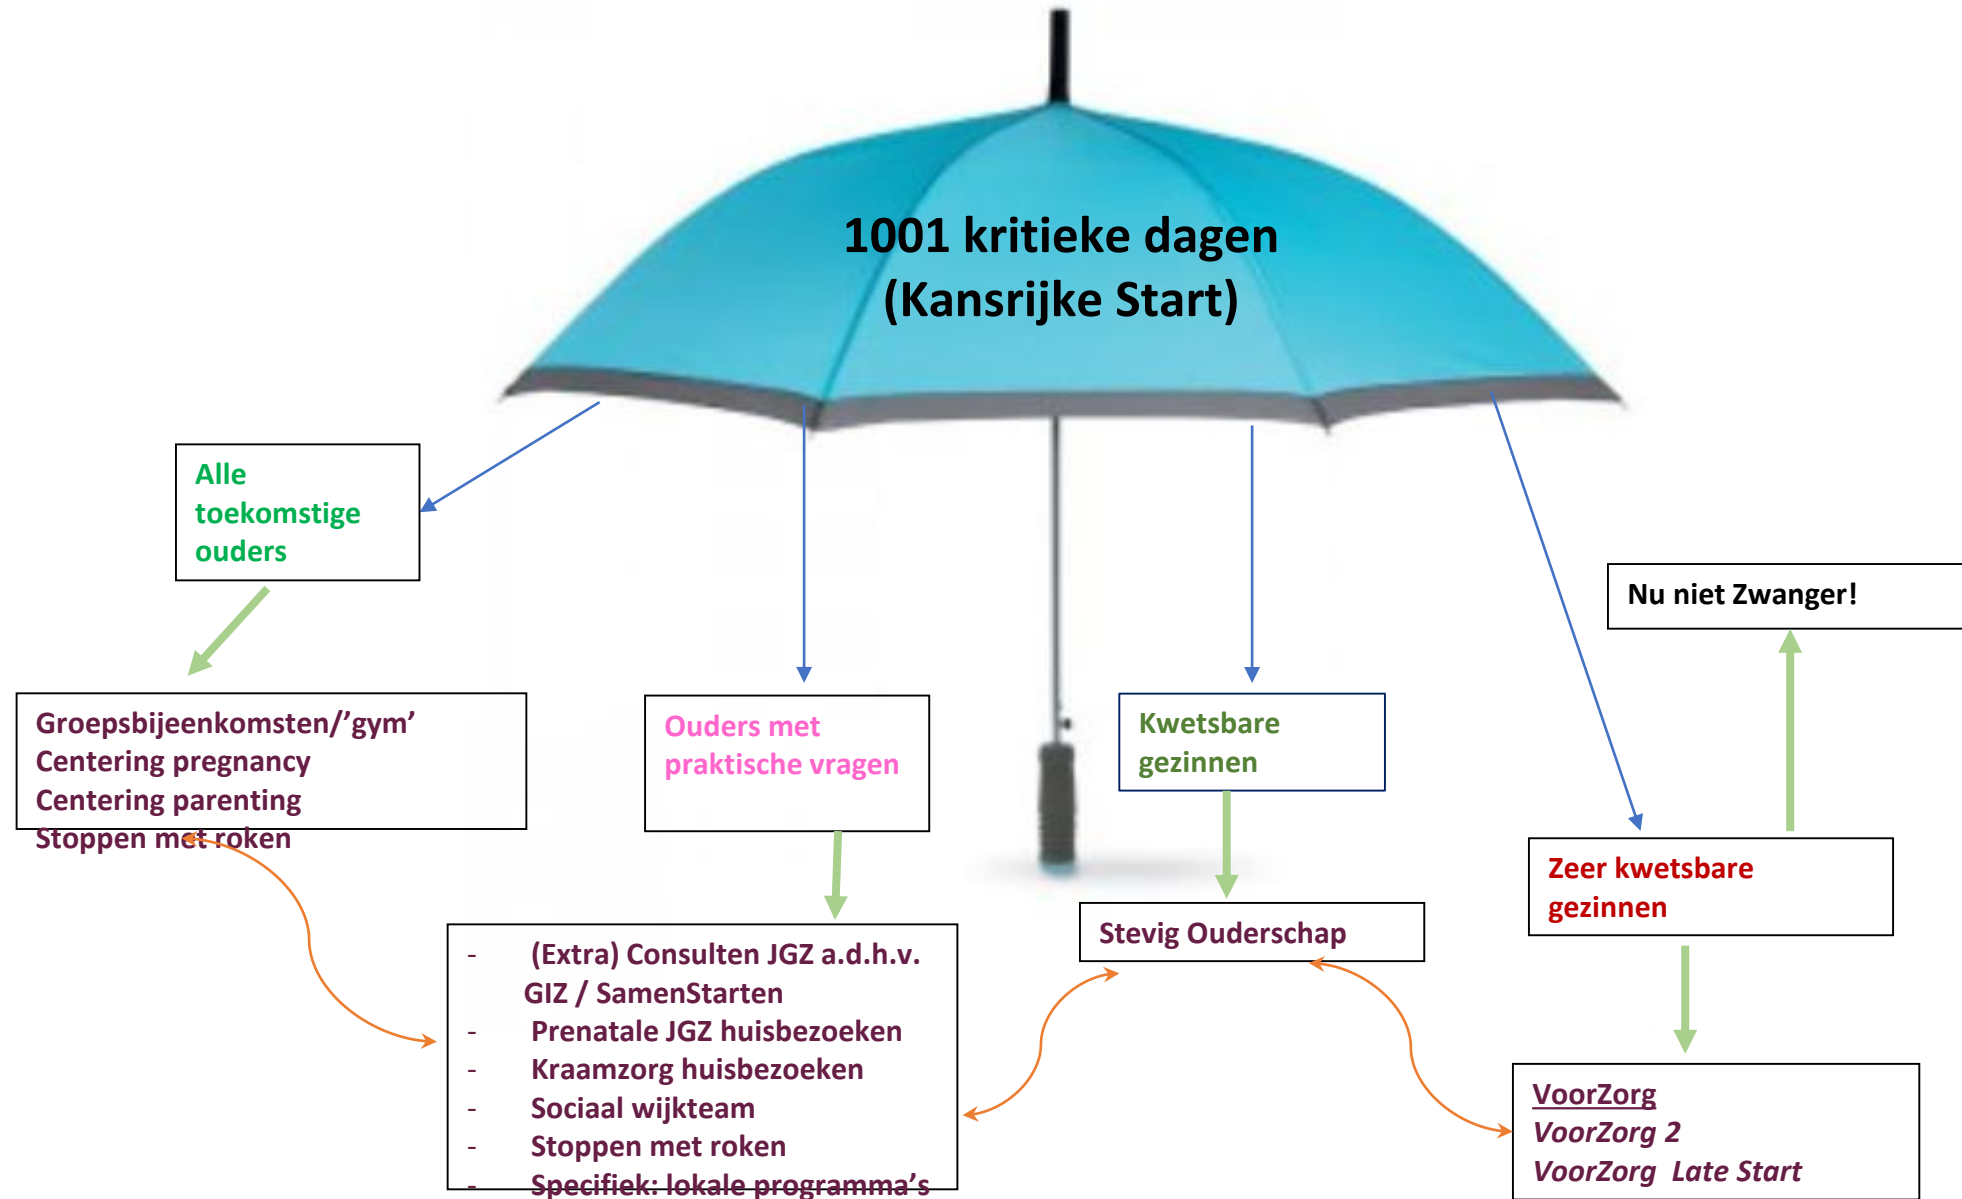 1001 kritieke dagen
(Kansrijke Start)
Alle
toekomstige
ouders
Nu niet Zwanger!
Groepsbijeenkomsten/’gym’
Centering pregnancy
Centering parenting
Stoppen met roken
Ouders met
praktische vragen
Kwetsbare
gezinnen
Zeer kwetsbare
gezinnen
- (Extra) Consulten JGZ a.d.h.v.
GIZ / SamenStarten
- Prenatale JGZ huisbezoeken
- Kraamzorg huisbezoeken
- Sociaal wijkteam
- Stoppen met roken
- Specifiek: lokale programma’s
Stevig Ouderschap
VoorZorg
VoorZorg 2
VoorZorg Late Start